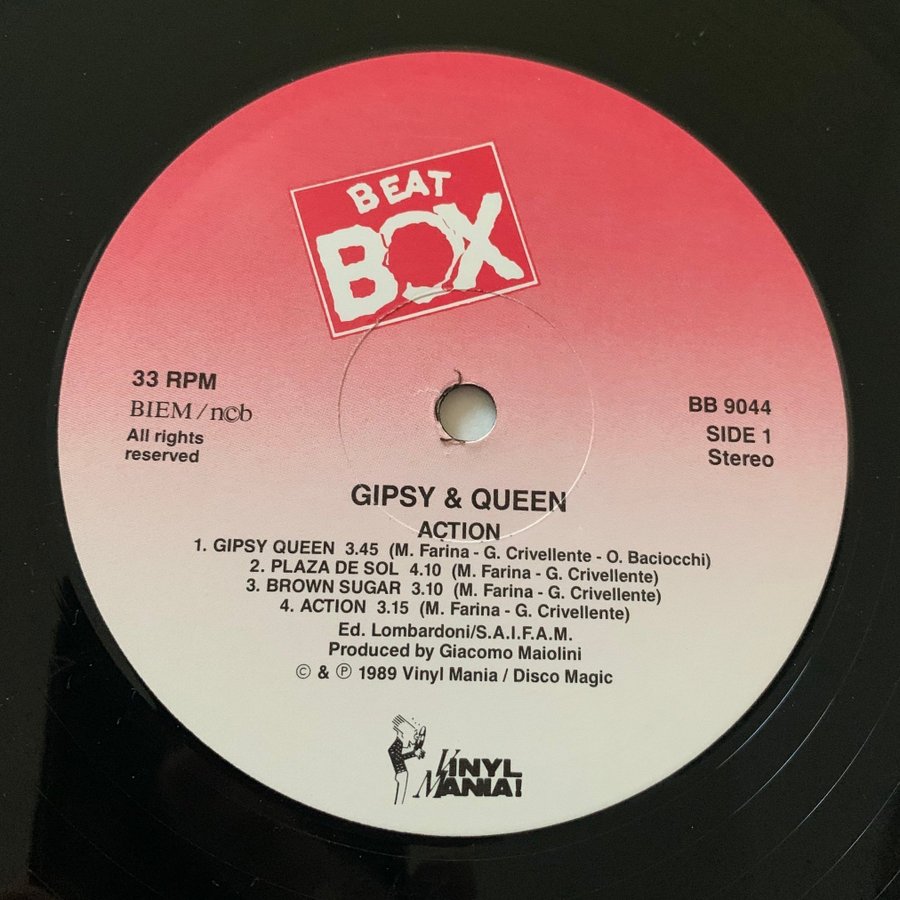 BEAT
BOX
33 RPM
BIEM/n©b
All rights
reserved
BB 9044
SIDE 1
Stereo
GIPSY & QUEEN
ACTION
1. GIPSY QUEEN 3.45 (M. Farina - G. Crivellente - O. Baciocchi)
2. PLAZA DE SOL 4.10 (M. Farina - G. Crivellente)
3. BROWN SUGAR 3.10 (M. Farina - G. Crivellente)
4. ACTION 3.15 (M. Farina - G. Crivellente)
Ed. Lombardoni/S.A.I.F.A.M.
Produced by Giacomo Maiolini
© & ℗ 1989 Vinyl Mania / Disco Magic
VINYL
MANIA!